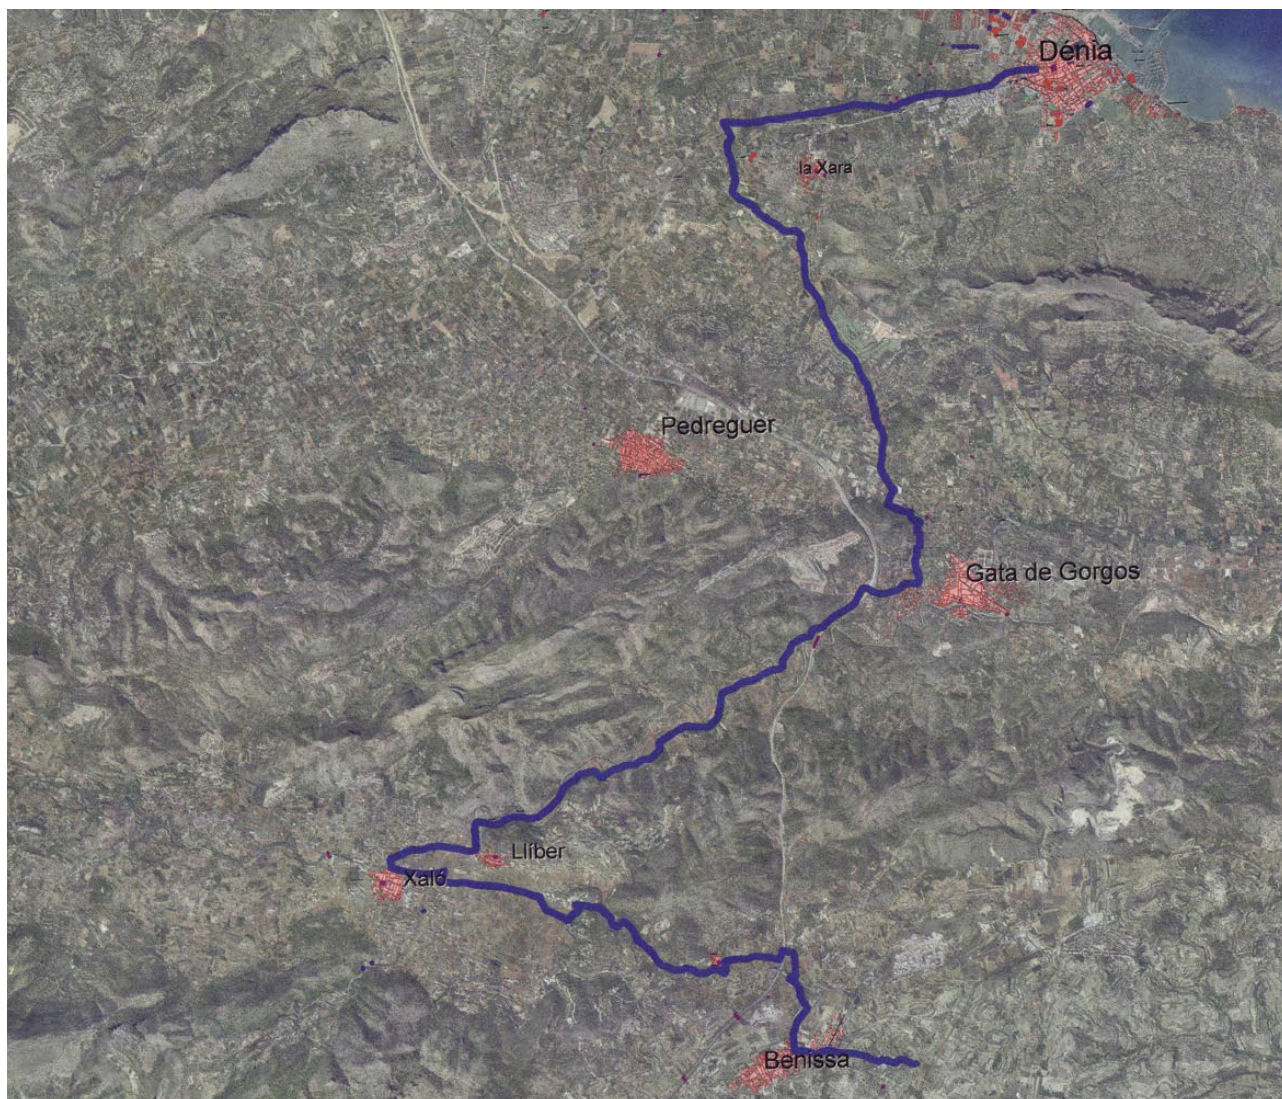 Dénia
la Xara
Pedreguer
Gata de Gorgos
Llíber
Xaló
Benissa